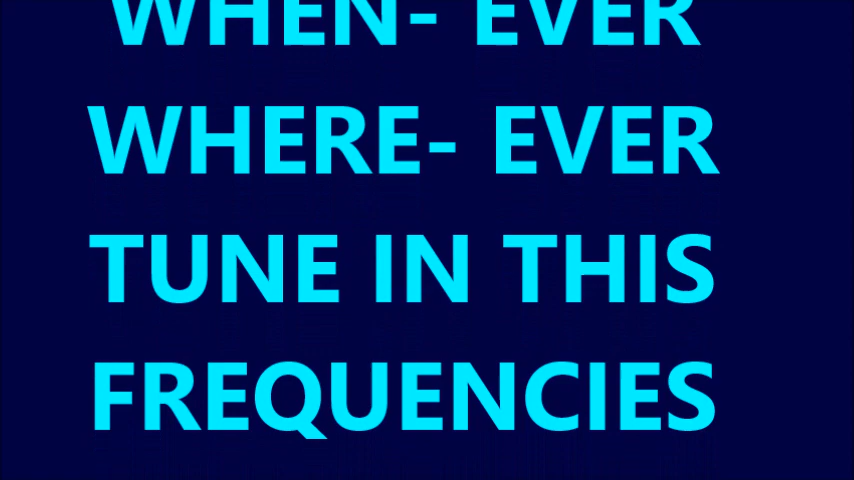 WHEN- EVER
WHERE- EVER
TUNE IN THIS
FREQUENCIES